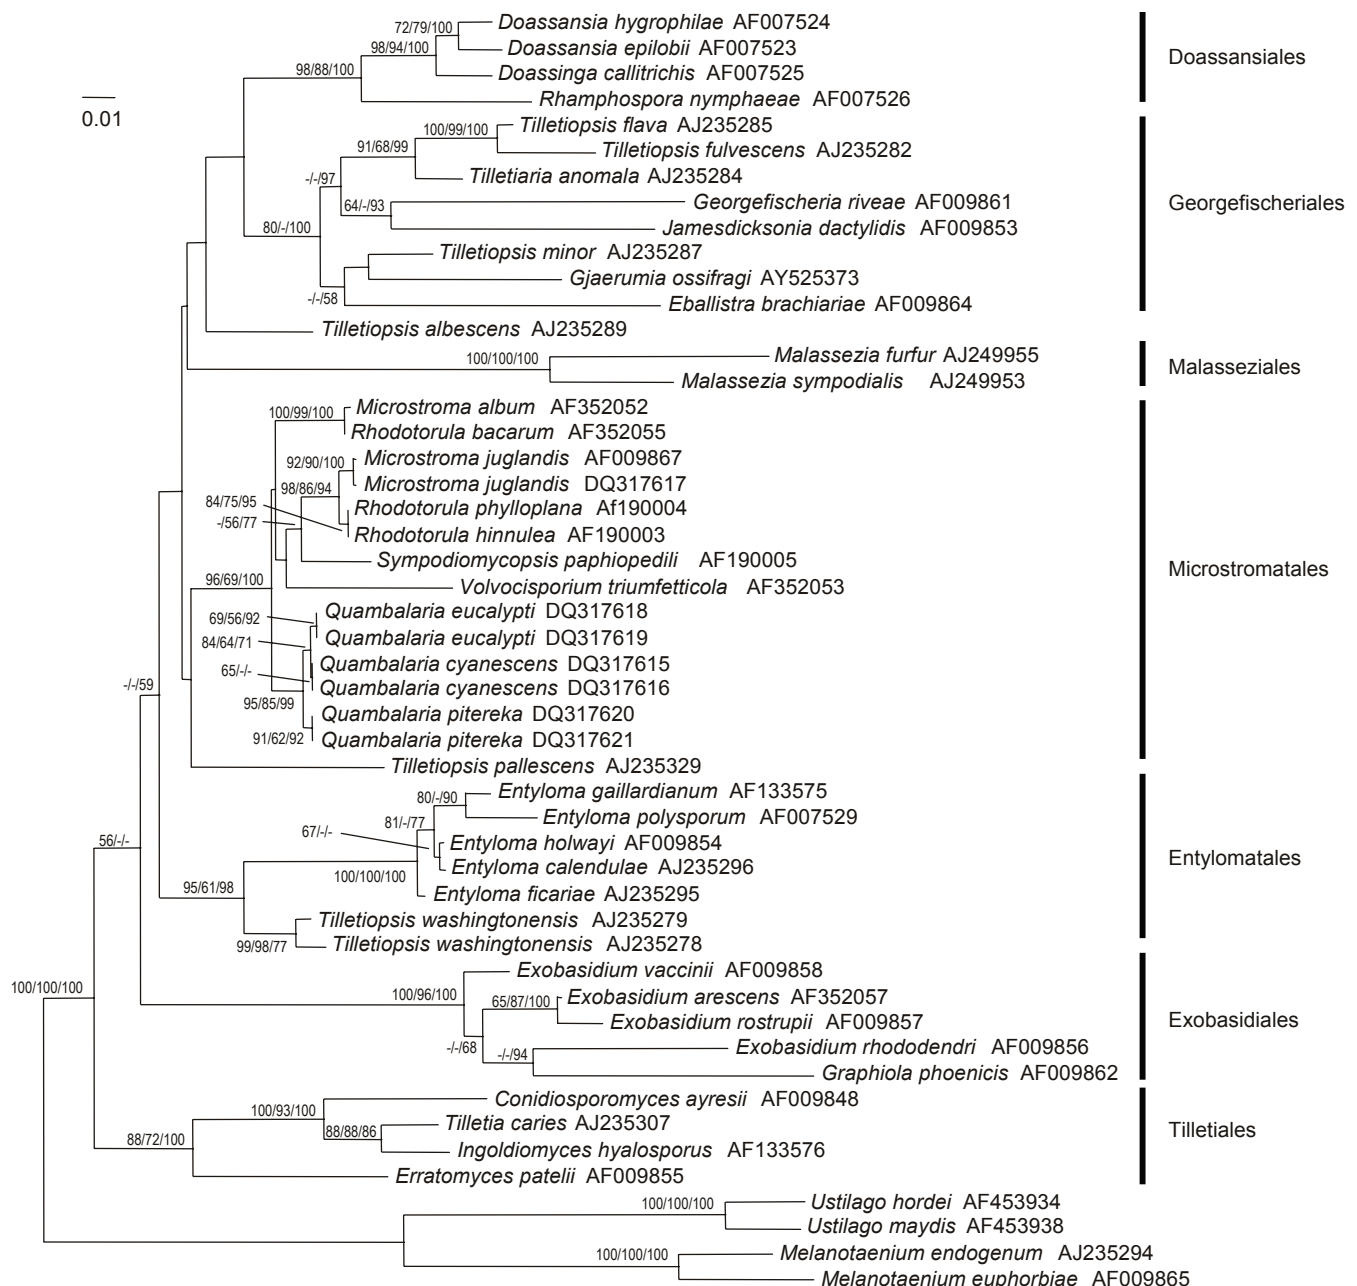 72/79/100
Doassansia hygrophilae AF007524
Doassansiales
98/94/100
Doassansia epilobii AF007523
98/88/100
Doassinga callitrichis AF007525
0.01
Rhamphospora nymphaeae AF007526
100/99/100
Tilletiopsis flava AJ235285
Georgefischeriales
91/68/99
Tilletiopsis fulvescens AJ235282
-/-/97
Tilletiaria anomala AJ235284
64/-/93
Georgefischeria riveae AF009861
80/-/100
Jamesdicksonia dactylidis AF009853
Tilletiopsis minor AJ235287
Gjaerumia ossifragi AY525373
-/-/58
Eballistra brachiariae AF009864
Tilletiopsis albescens AJ235289
100/100/100
Malassezia furfur AJ249955
Malasseziales
Malassezia sympodialis AJ249953
100/99/100
Microstroma album AF352052
Microstromatales
Rhodotorula bacarum AF352055
92/90/100
Microstroma juglandis AF009867
98/86/94
Microstroma juglandis DQ317617
84/75/95
Rhodotorula phylloplana Af190004
-/56/77
Rhodotorula hinnulea AF190003
Sympodiomycopsis paphiopedili AF190005
96/69/100
Volvocisporium triumfetticola AF352053
69/56/92
Quambalaria eucalypti DQ317618
84/64/71
Quambalaria eucalypti DQ317619
65/-/-
Quambalaria cyanescens DQ317615
Quambalaria cyanescens DQ317616
-/-/59
95/85/99
Quambalaria pitereka DQ317620
91/62/92
Quambalaria pitereka DQ317621
Tilletiopsis pallescens AJ235329
80/-/90
Entyloma gaillardianum AF133575
Entylomatales
81/-/77
Entyloma polysporum AF007529
67/-/-
56/-/-
Entyloma holwayi AF009854
Entyloma calendulae AJ235296
100/100/100
95/61/98
Entyloma ficariae AJ235295
Tilletiopsis washingtonensis AJ235279
99/98/77
Tilletiopsis washingtonensis AJ235278
100/100/100
100/96/100
Exobasidium vaccinii AF009858
Exobasidiales
65/87/100
Exobasidium arescens AF352057
Exobasidium rostrupii AF009857
-/-/68
-/-/94
Exobasidium rhododendri AF009856
Graphiola phoenicis AF009862
100/93/100
Conidiosporomyces ayresii AF009848
Tilletiales
88/72/100
88/88/86
Tilletia caries AJ235307
Ingoldiomyces hyalosporus AF133576
Erratomyces patelii AF009855
100/100/100
Ustilago hordei AF453934
Ustilago maydis AF453938
100/100/100
Melanotaenium endogenum AJ235294
Melanotaenium euphorbiae AF009865